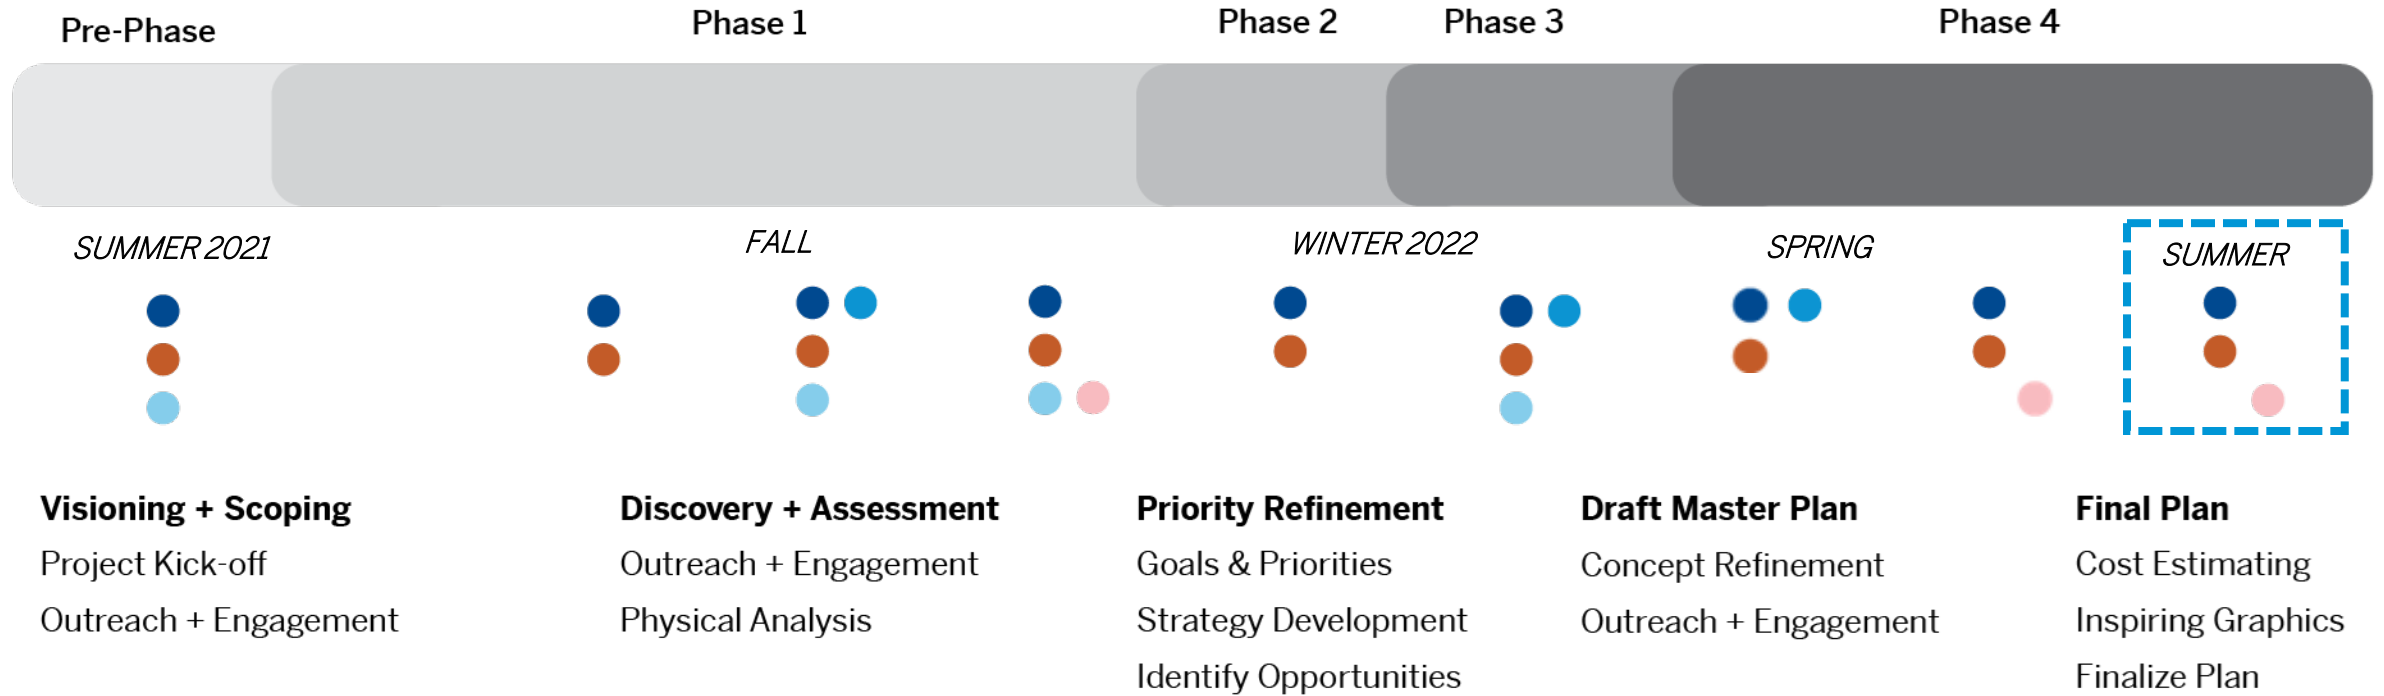 Pre-Phase
Phase 1
Phase 2
Phase 3
Phase 4
SUMMER 2021
FALL
WINTER 2022
SPRING
SUMMER
Visioning + Scoping
Project Kick-off
Outreach + Engagement
Discovery + Assessment
Outreach + Engagement
Physical Analysis
Priority Refinement
Goals & Priorities
Strategy Development
Identify Opportunities
Draft Master Plan
Concept Refinement
Outreach + Engagement
Final Plan
Cost Estimating
Inspiring Graphics
Finalize Plan